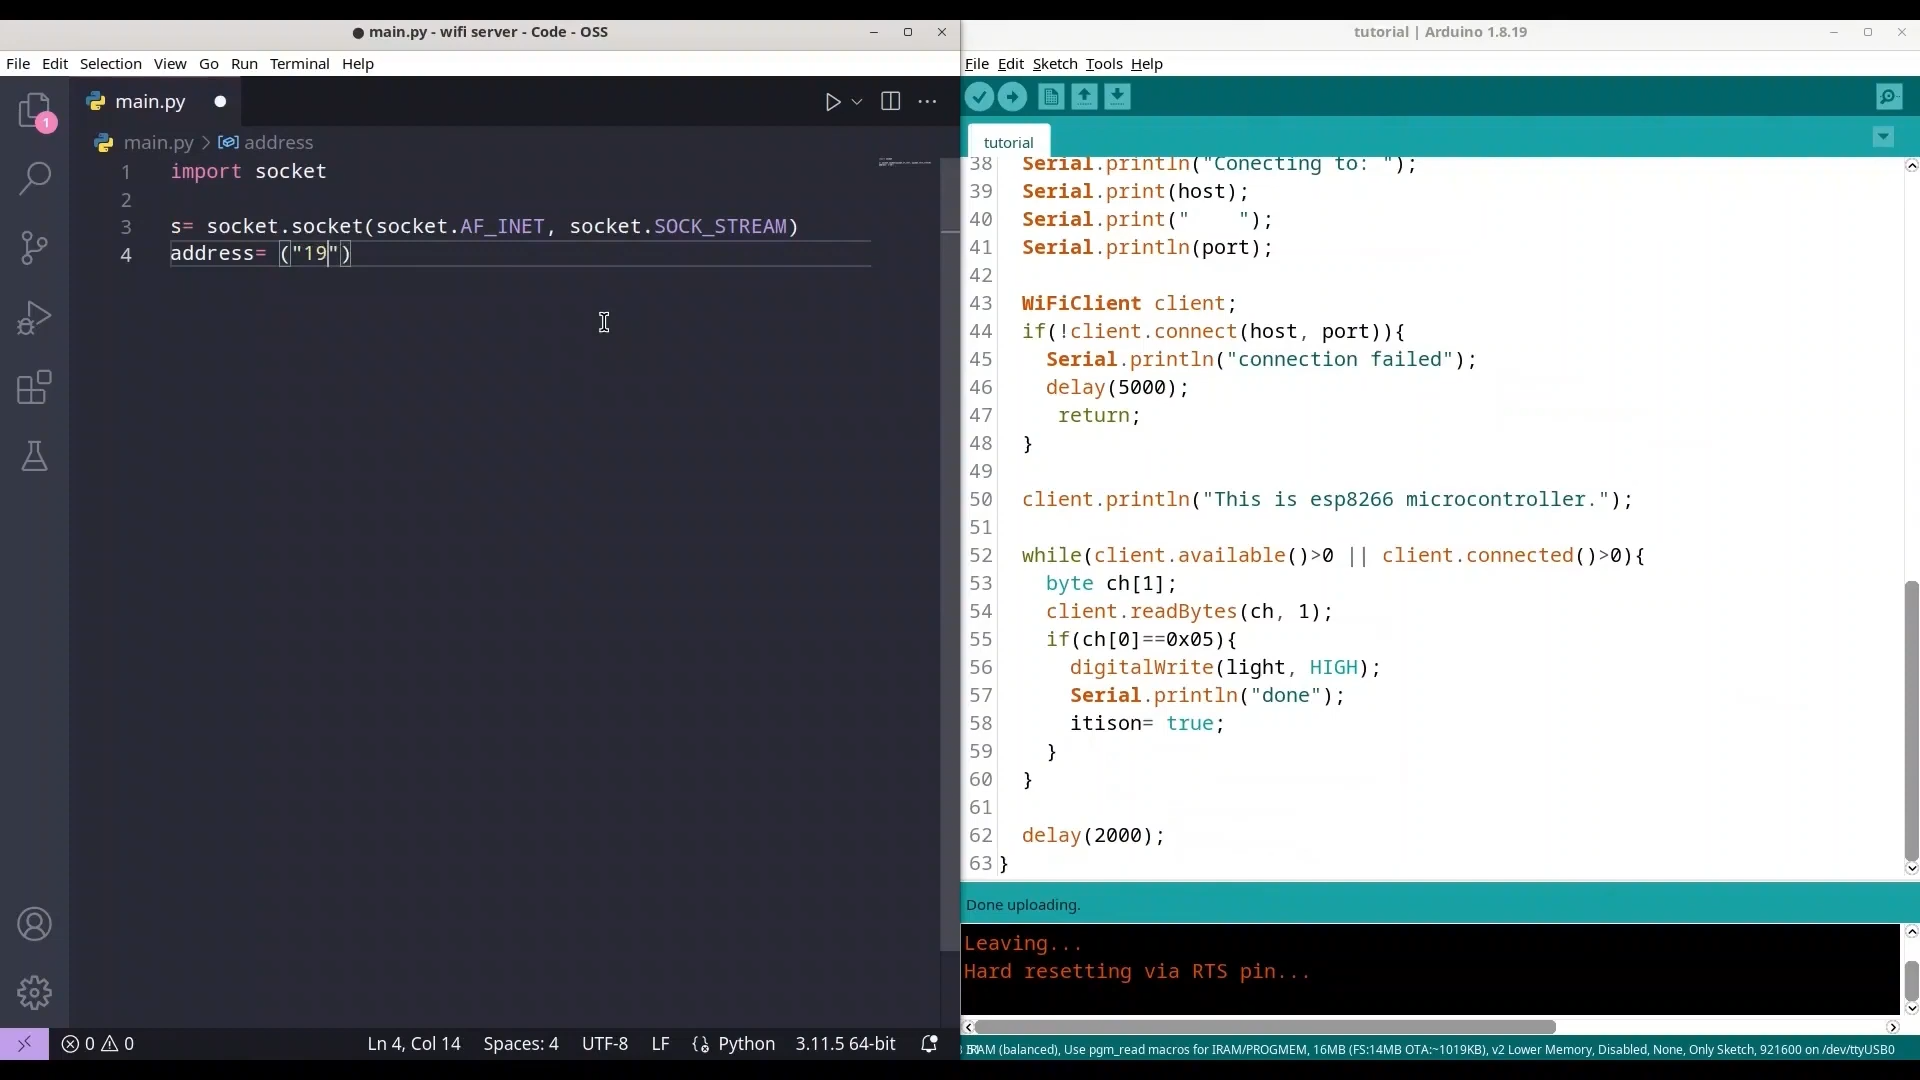 main.py - wifi server - Code - OSS
File Edit Selection View Go Run Terminal Help
main.py
main.py > address
1 import socket
2
3 s= socket.socket(socket.AF_INET, socket.SOCK_STREAM)
4 address= ("19")
1
0 0
Ln 4, Col 14 Spaces: 4 UTF-8 LF Python 3.11.5 64-bit
tutorial | Arduino 1.8.19
File Edit Sketch Tools Help
tutorial
38 Serial.println("Conecting to: ");
39 Serial.print(host);
40 Serial.print("    ");
41 Serial.println(port);
42
43 WiFiClient client;
44 if(!client.connect(host, port)){
45 Serial.println("connection failed");
46 delay(5000);
47 return;
48 }
49
50 client.println("This is esp8266 microcontroller.");
51
52 while(client.available()>0 || client.connected()>0){
53 byte ch[1];
54 client.readBytes(ch, 1);
55 if(ch[0]==0x05){
56 digitalWrite(light, HIGH);
57 Serial.println("done");
58 itison= true;
59 }
60 }
61
62 delay(2000);
63 }
Done uploading.
Leaving...
Hard resetting via RTS pin...
(balanced), Use pgm_read macros for IRAM/PROGMEM, 16MB (FS:14MB OTA:~1019KB), v2 Lower Memory, Disabled, None, Only Sketch, 921600 on /dev/ttyUSB0